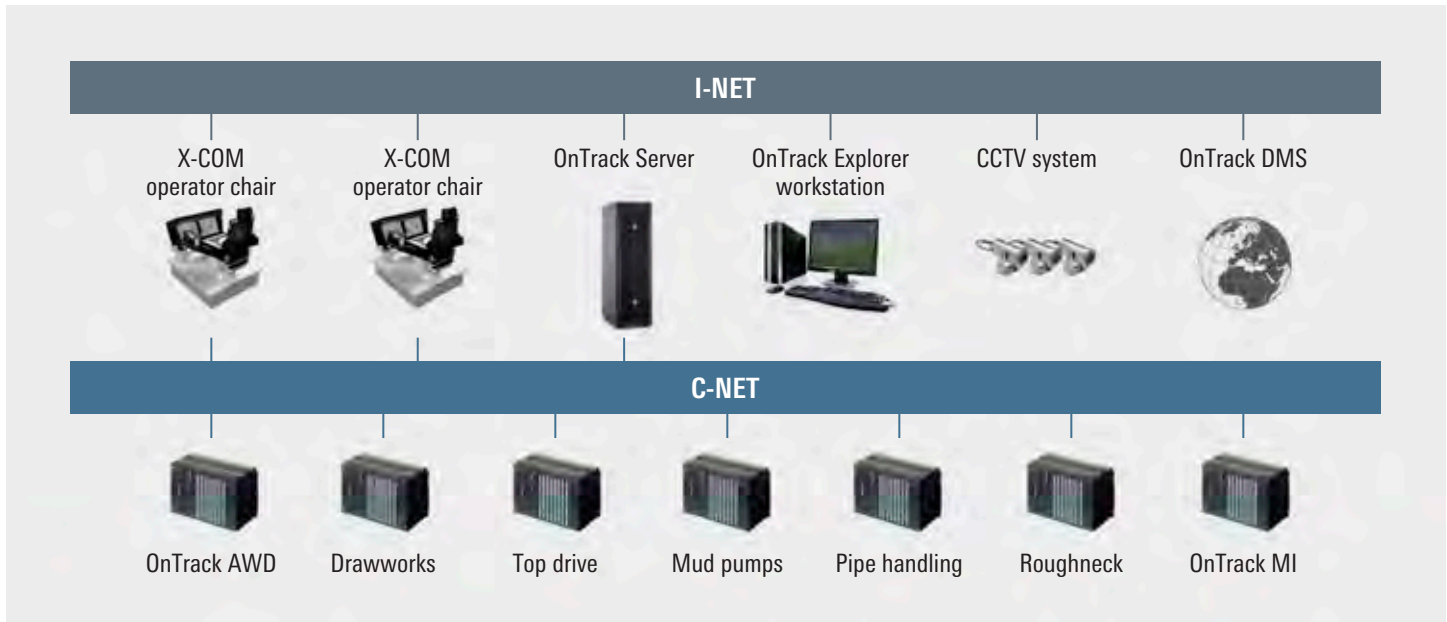 I-NET
X-COM
operator chair
X-COM
operator chair
OnTrack Server
OnTrack Explorer
workstation
CCTV system
OnTrack DMS
C-NET
OnTrack AWD
Drawworks
Top drive
Mud pumps
Pipe handling
Roughneck
OnTrack MI